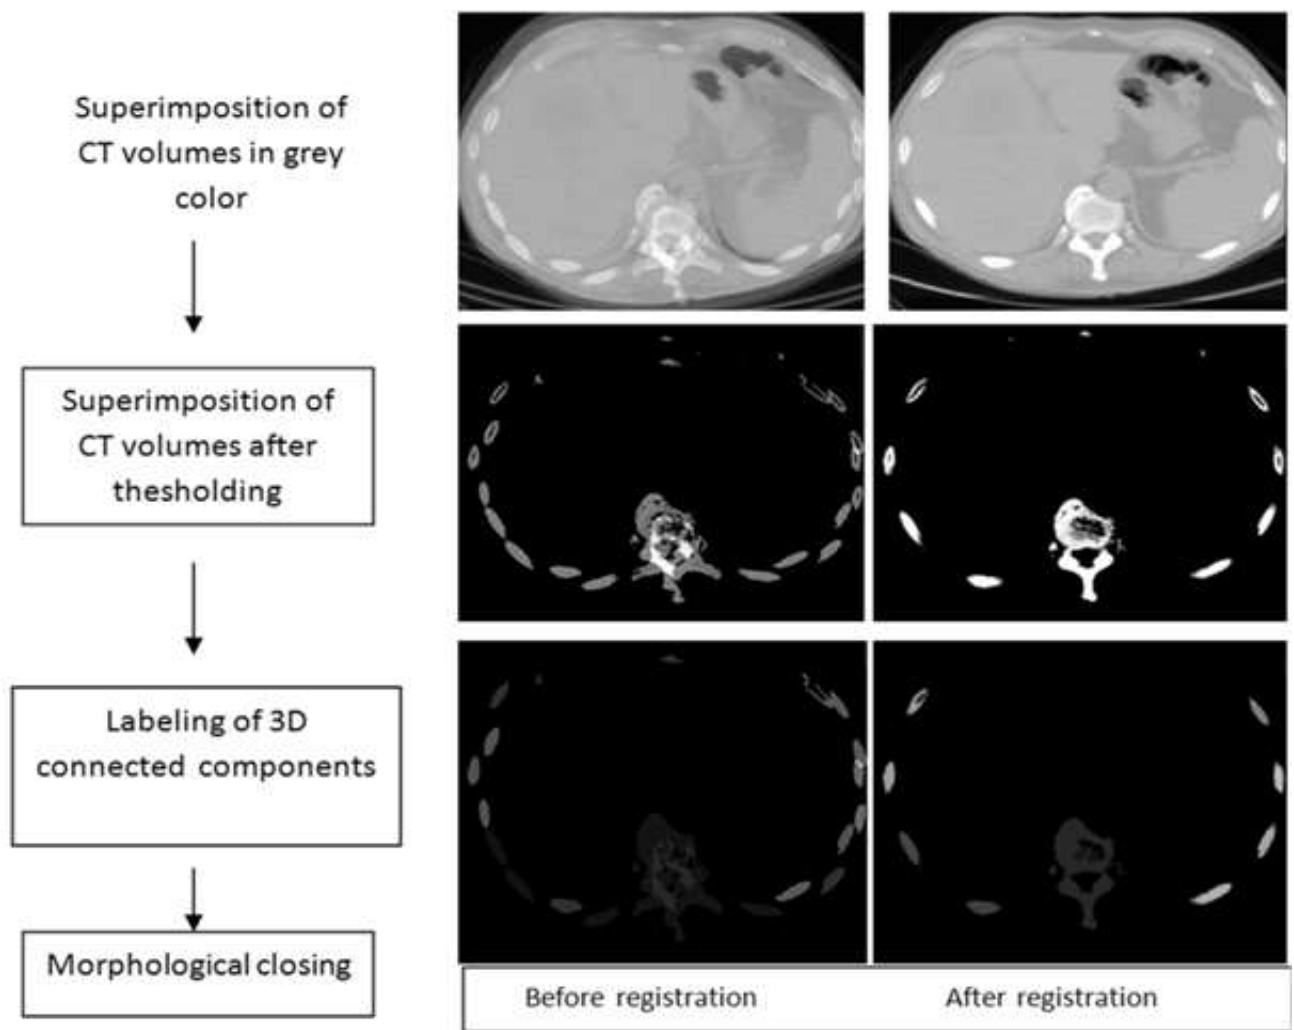 Superimposition of
CT volumes in grey
color
Superimposition of
CT volumes after
thesholding
Labeling of 3D
connected components
Morphological closing
Before registration
After registration